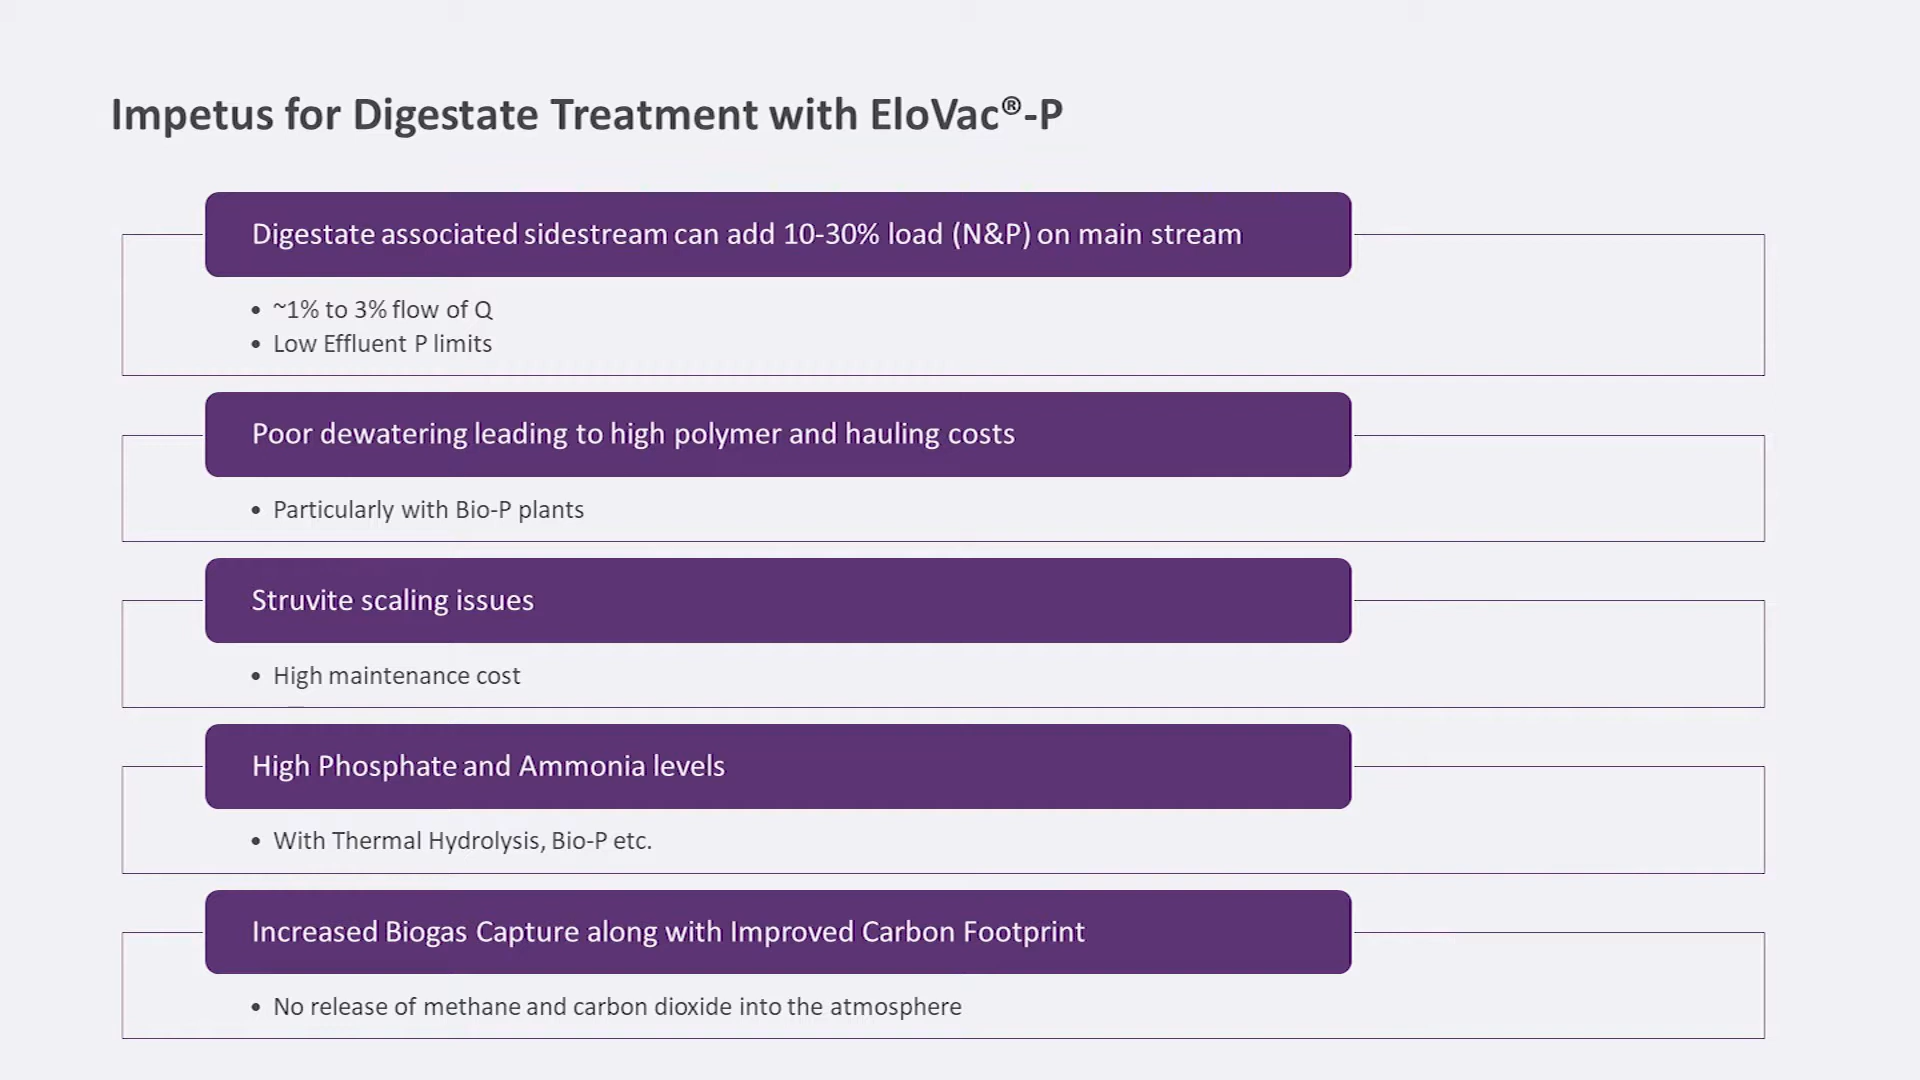 Impetus for Digestate Treatment with EloVac®-P
Digestate associated sidestream can add 10-30% load (N&P) on main stream
• ~1% to 3% flow of Q
• Low Effluent P limits
Poor dewatering leading to high polymer and hauling costs
• Particularly with Bio-P plants
Struvite scaling issues
• High maintenance cost
High Phosphate and Ammonia levels
• With Thermal Hydrolysis, Bio-P etc.
Increased Biogas Capture along with Improved Carbon Footprint
• No release of methane and carbon dioxide into the atmosphere